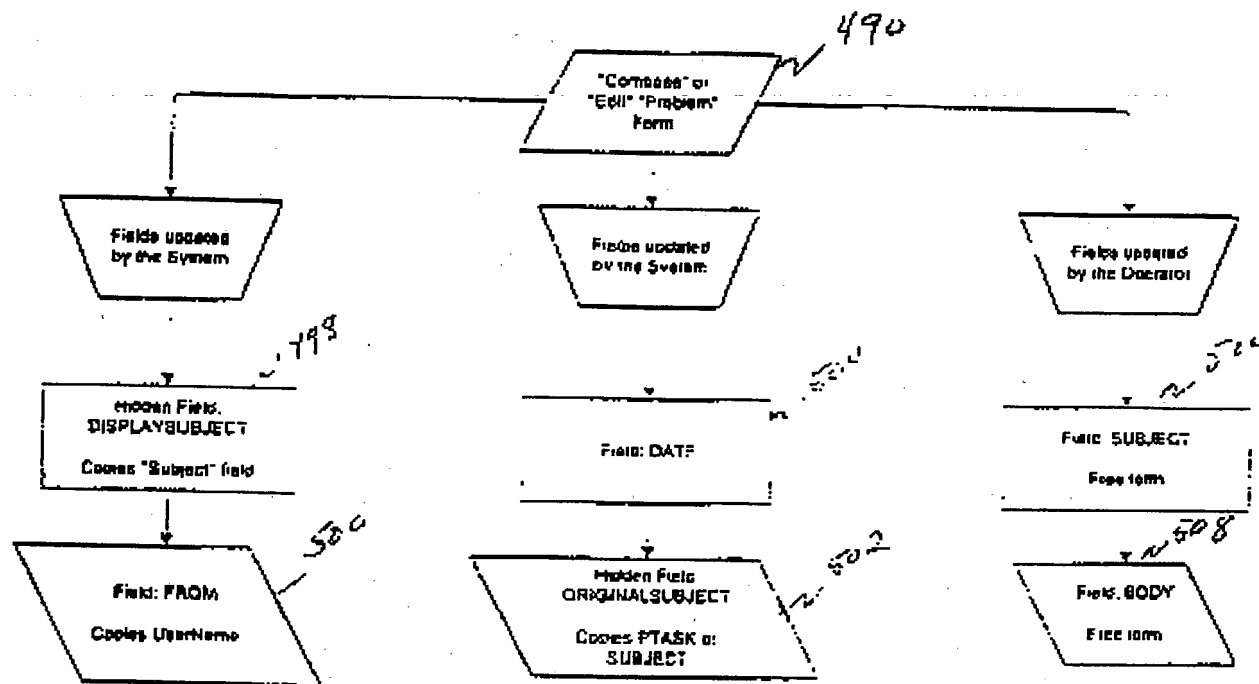 490
"Compose" or
"Edit" "Problem"
Form
Fields updated
by the System
Fields updated
by the System
Fields updated
by the Operator
498
Hidden Field.
DISPLAYSUBJECT
Copies "Subject" field
Field: DATE
Field: SUBJECT
Free form
500
Field: FROM
Copies UserName
502
Hidden Field
ORIGINALSUBJECT
Copies PTASK or
SUBJECT
508
Field. BODY
Free form